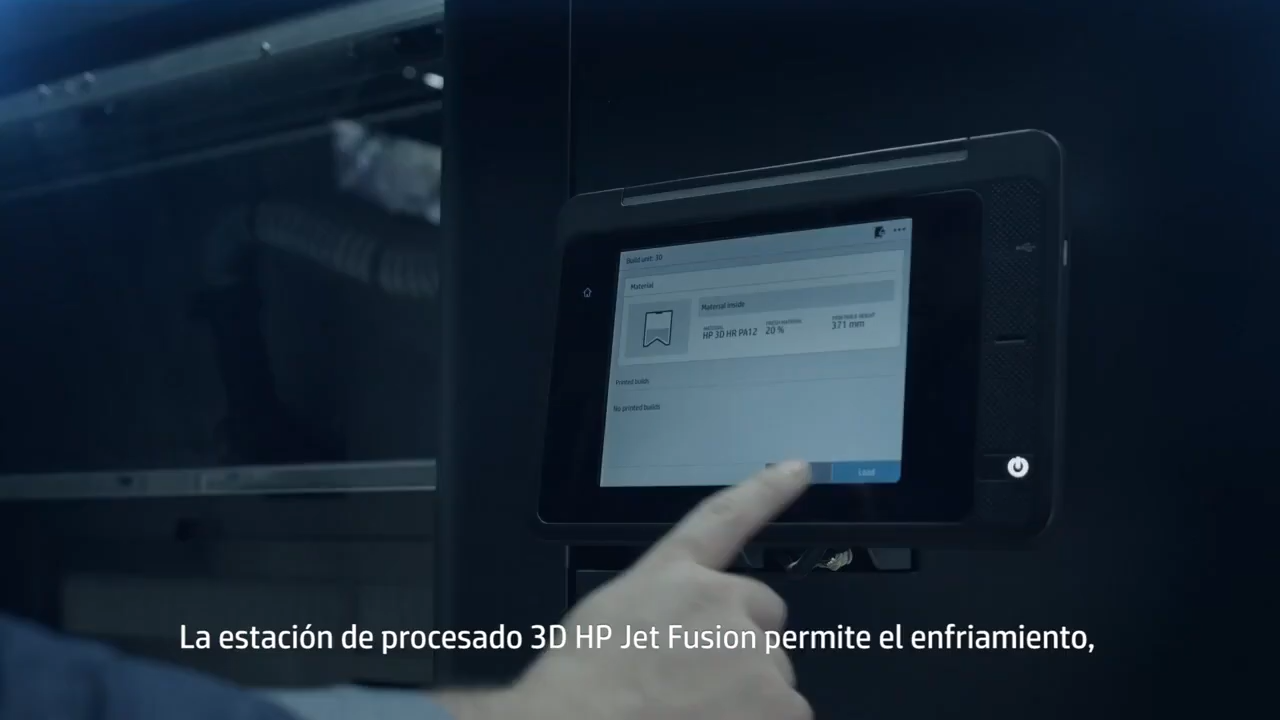 Build unit: 3D
Material
Material inside
HP 3D HR PA12
20 %
371 mm
Printed builds
No printed builds
Load
La estación de procesado 3D HP Jet Fusion permite el enfriamiento,